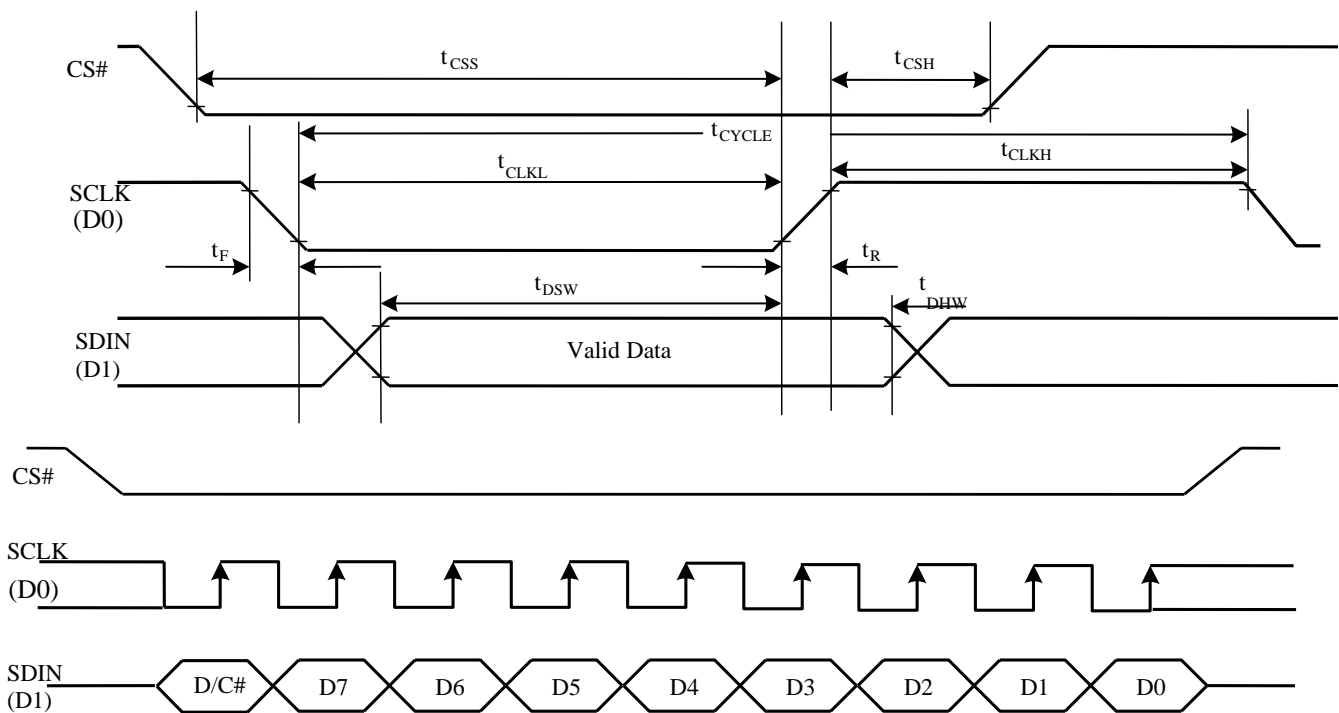 CS#
tCSS
tCSH
tCYCLE
tCLKL
tCLKH
SCLK
(D0)
tF
tR
tDSW
tDHW
SDIN
(D1)
Valid Data
CS#
SCLK
(D0)
SDIN
(D1)
D/C# D7 D6 D5 D4 D3 D2 D1 D0